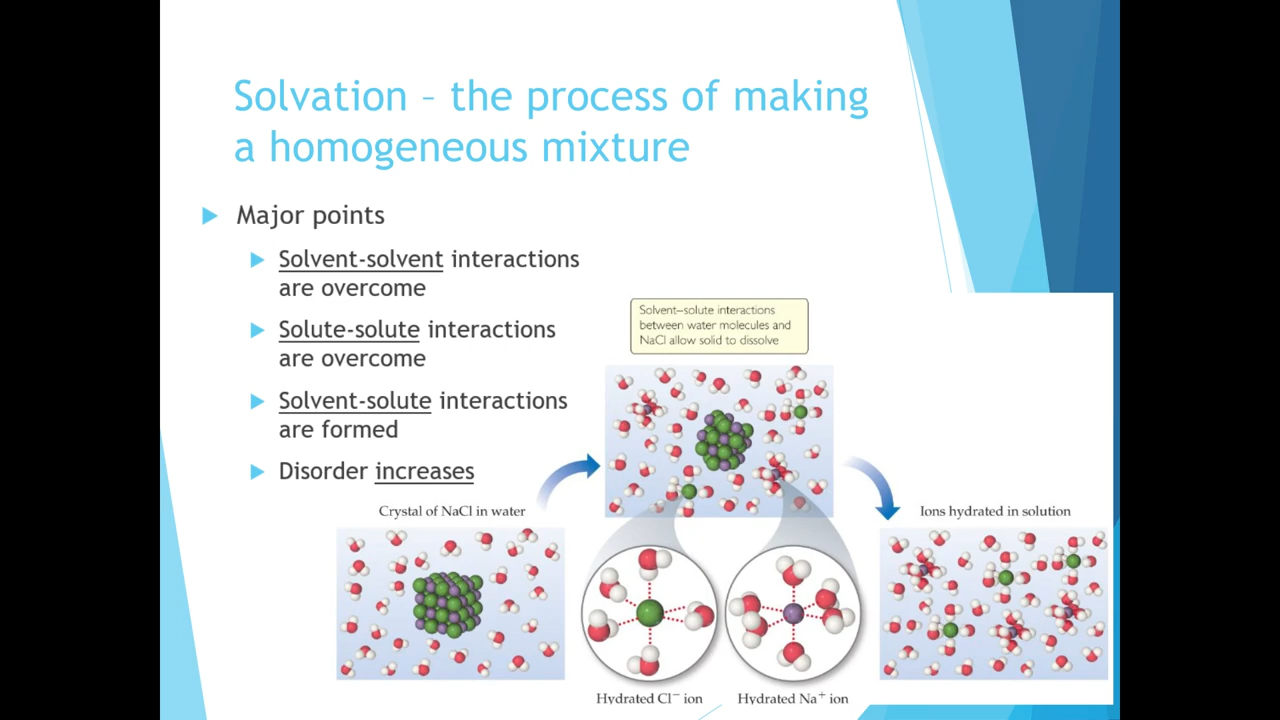 Solvation – the process of making
a homogeneous mixture
Major points
Solvent-solvent interactions
are overcome
Solute-solute interactions
are overcome
Solvent-solute interactions
are formed
Disorder increases
Solvent–solute interactions
between water molecules and
NaCl allow solid to dissolve
Crystal of NaCl in water
Ions hydrated in solution
Hydrated Cl⁻ ion
Hydrated Na⁺ ion